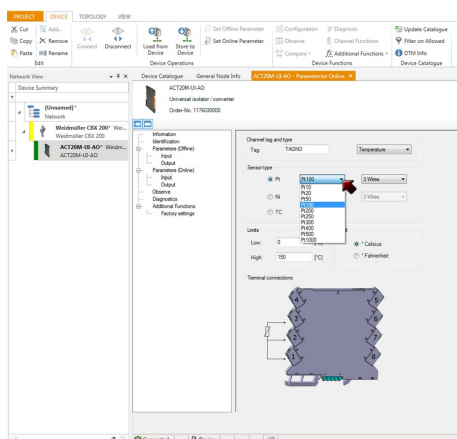 PROJECT DEVICE TOPOLOGY VIEW
Cut Add... Set Offline Parameter Configuration Diagnosis Update Catalogue
Copy Remove Set Online Parameter Observe Channel Functions Filter on Allowed
Paste Rename Connect Disconnect Load from Device Store to Device Compare Additional Functions DTM Info
Edit Device Operations Device Functions Device Catalogue
Network View Device Catalogue General Node Info ACT20M-UI-AO - Parameterize Online
Device Summary
ACT20M-UI-AO
Universal isolator / converter
Order-No. 1176030000
[Unnamed]*
Network
Weidmüller CBX 200* Wei...
Weidmüller CBX 200
ACT20M-UI-AO* Weidm...
ACT20M-UI-AO
Information
Identification
Parameters (Offline)
Input
Output
Parameters (Online)
Input
Output
Observe
Diagnostics
Additional Functions
Factory settings
Channel tag and type
Tag: TAGNO Temperature
Sensor type
Pt Pt100 3 Wires
Pt10
Pt20
Pt50
Pt100
Ni Pt200 3 Wires
Pt250
TC Pt300
Pt400
Pt500
Pt1000
Limits
Low: 0 [°C] ° Celsius
High: 150 [°C] ° Fahrenheit
Terminal connections
4 5
3 6
2 7
1 8